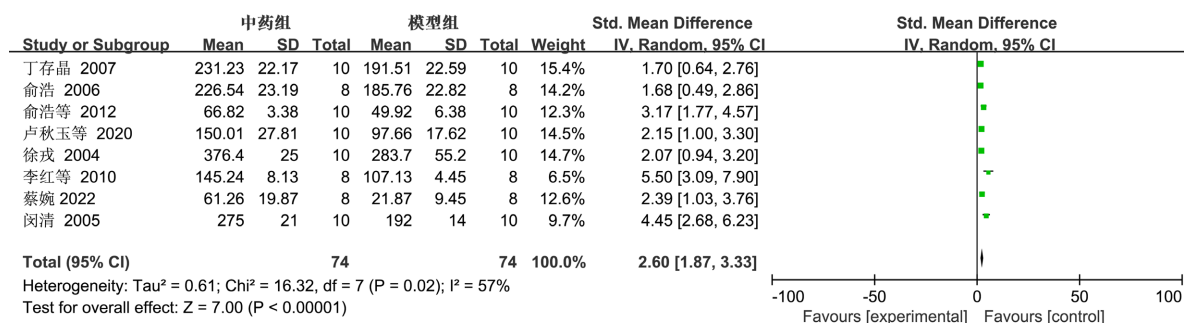 中药组 模型组 Std. Mean Difference Std. Mean Difference
Study or Subgroup Mean SD Total Mean SD Total Weight IV, Random, 95% CI IV, Random, 95% CI
丁存晶 2007 231.23 22.17 10 191.51 22.59 10 15.4% 1.70 [0.64, 2.76]
俞浩 2006 226.54 23.19 8 185.76 22.82 8 14.2% 1.68 [0.49, 2.86]
俞浩等 2012 66.82 3.38 10 49.92 6.38 10 12.3% 3.17 [1.77, 4.57]
卢秋玉等 2020 150.01 27.81 10 97.66 17.62 10 14.5% 2.15 [1.00, 3.30]
徐戎 2004 376.4 25 10 283.7 55.2 10 14.7% 2.07 [0.94, 3.20]
李红等 2010 145.24 8.13 8 107.13 4.45 8 6.5% 5.50 [3.09, 7.90]
蔡婉 2022 61.26 19.87 8 21.87 9.45 8 12.6% 2.39 [1.03, 3.76]
闵清 2005 275 21 10 192 14 10 9.7% 4.45 [2.68, 6.23]
Total (95% CI) 74 74 100.0% 2.60 [1.87, 3.33]
Heterogeneity: Tau² = 0.61; Chi² = 16.32, df = 7 (P = 0.02); I² = 57%
Test for overall effect: Z = 7.00 (P < 0.00001)
-100 -50 0 50 100
Favours [experimental] Favours [control]